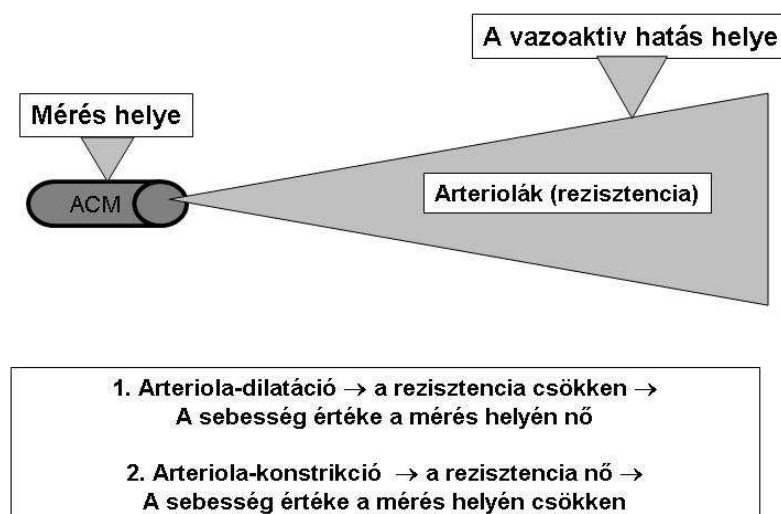 A vazoaktiv hatás helye
Mérés helye
ACM
Arteriolák (rezisztencia)
1. Arteriola-dilatáció → a rezisztencia csökken →
A sebesség értéke a mérés helyén nő
2. Arteriola-konstrikció → a rezisztencia nő →
A sebesség értéke a mérés helyén csökken